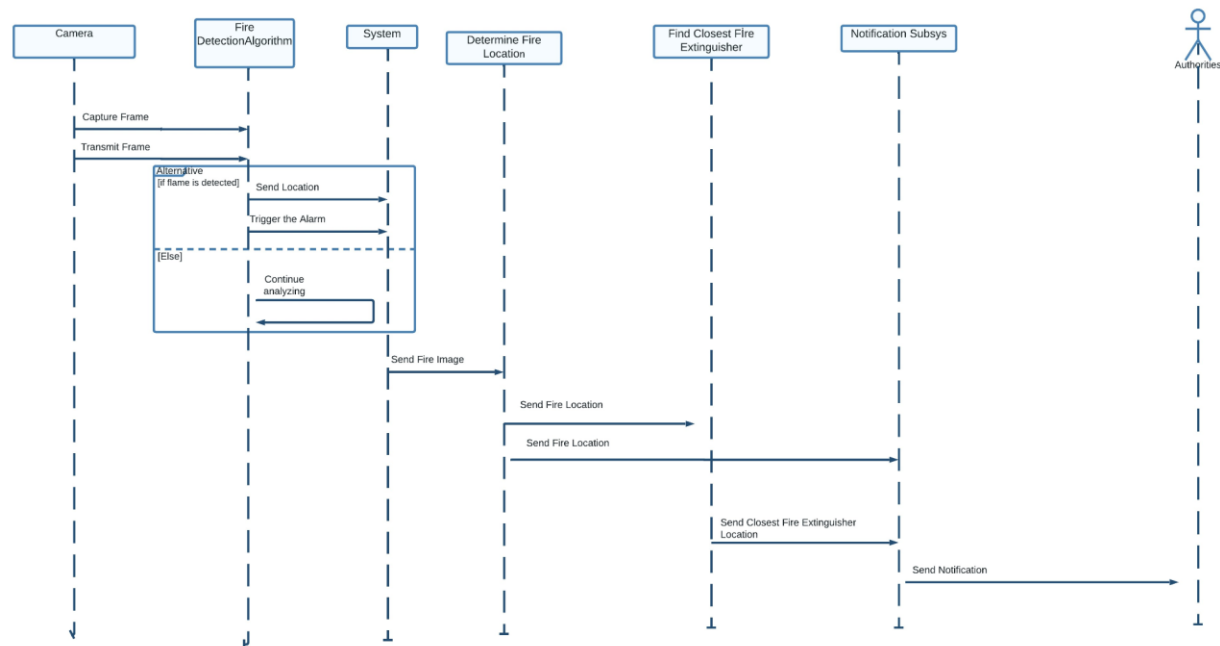 Camera
Fire
DetectionAlgorithm
System
Determine Fire
Location
Find Closest FIre
Extinguisher
Notification Subsys
Authorities
Capture Frame
Transmit Frame
Alternative
[if flame is detected]
Send Location
Trigger the Alarm
[Else]
Continue
analyzing
Send Fire Image
Send Fire Location
Send Fire Location
Send Closest Fire Extinguisher
Location
Send Notification